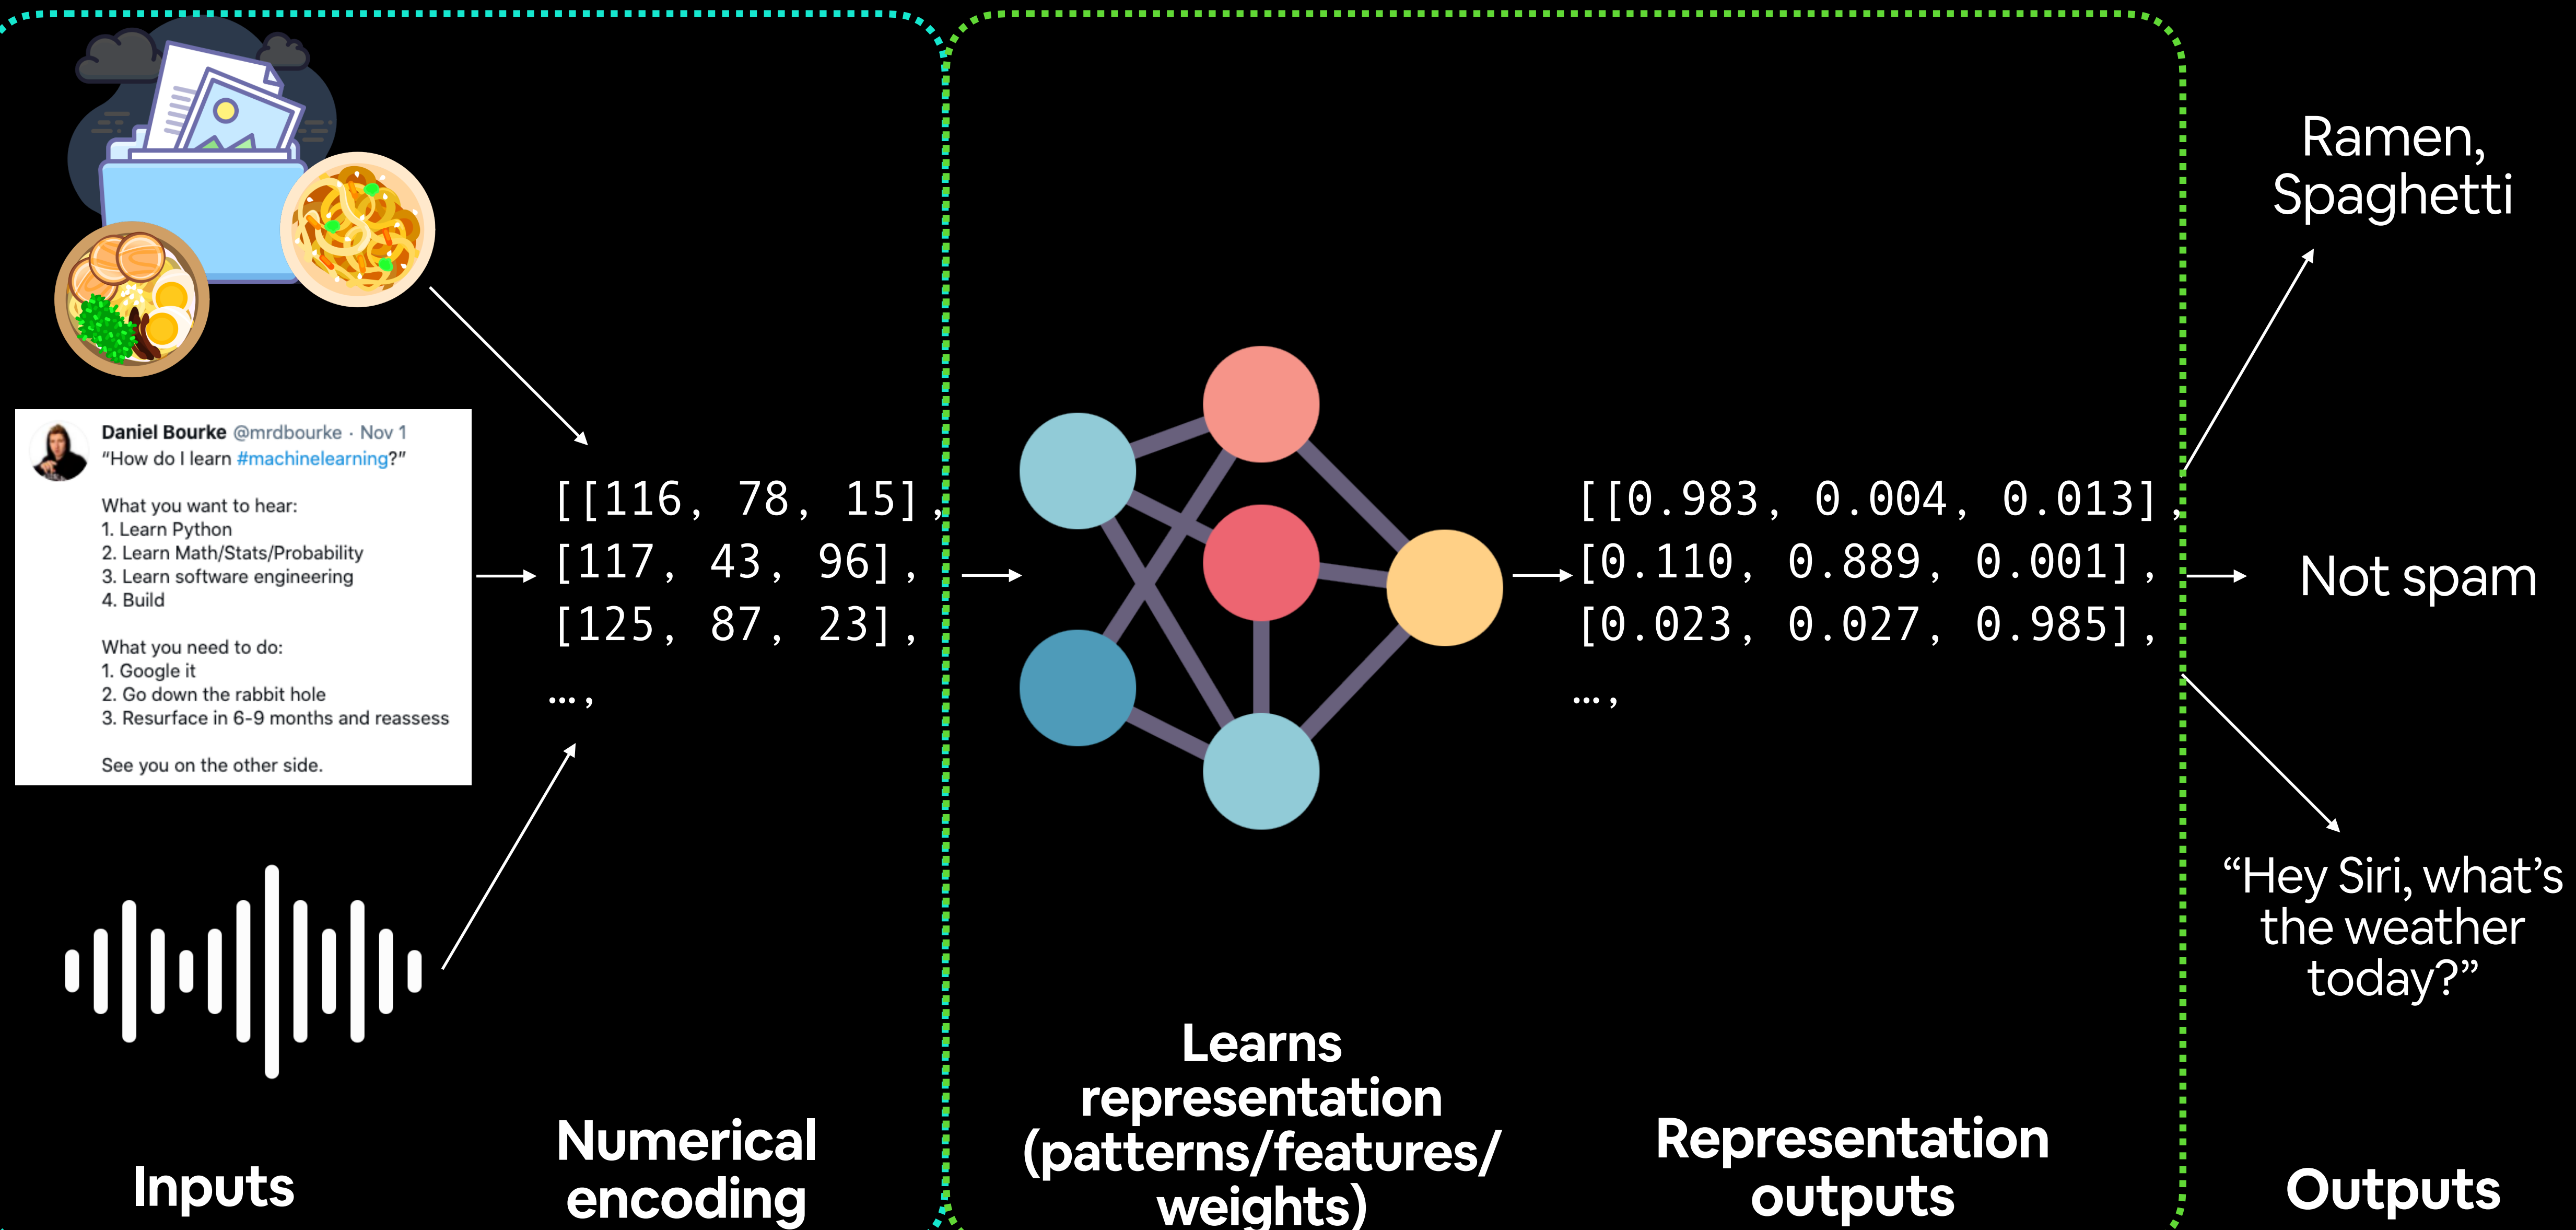 Daniel Bourke @mrdbourke · Nov 1
“How do I learn #machinelearning?”
What you want to hear:
1. Learn Python
2. Learn Math/Stats/Probability
3. Learn software engineering
4. Build
What you need to do:
1. Google it
2. Go down the rabbit hole
3. Resurface in 6-9 months and reassess
See you on the other side.
Inputs
[[116, 78, 15],
[117, 43, 96],
[125, 87, 23],
…,
Numerical
encoding
Learns
representation
(patterns/features/
weights)
[[0.983, 0.004, 0.013],
[0.110, 0.889, 0.001],
[0.023, 0.027, 0.985],
…,
Representation
outputs
Ramen,
Spaghetti
Not spam
“Hey Siri, what’s
the weather
today?”
Outputs